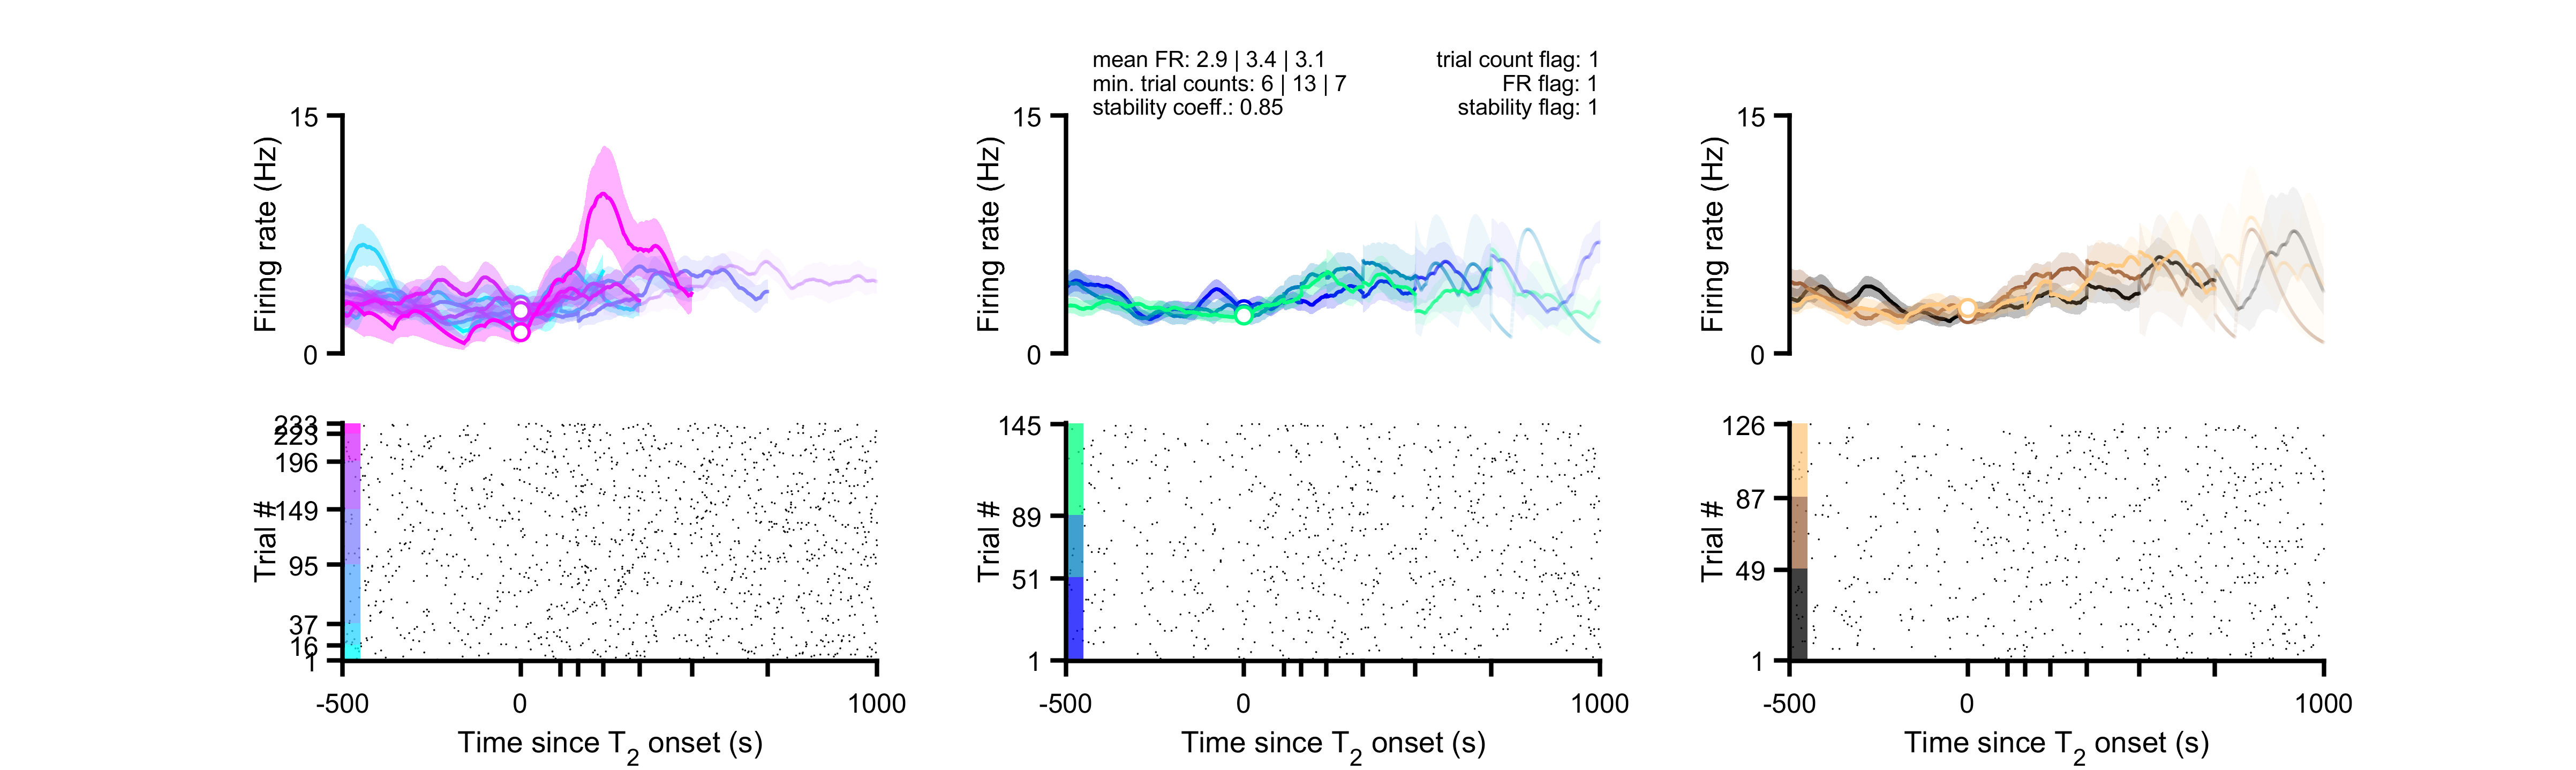 mean FR: 2.9 | 3.4 | 3.1
min. trial counts: 6 | 13 | 7
stability coeff.: 0.85
trial count flag: 1
FR flag: 1
stability flag: 1
15
0
Firing rate (Hz)
15
0
Firing rate (Hz)
15
0
Firing rate (Hz)
233
223
196
149
95
37
16
1
Trial #
-500
0
1000
Time since T2 onset (s)
145
89
51
1
Trial #
-500
0
1000
Time since T2 onset (s)
126
87
49
1
Trial #
-500
0
1000
Time since T2 onset (s)